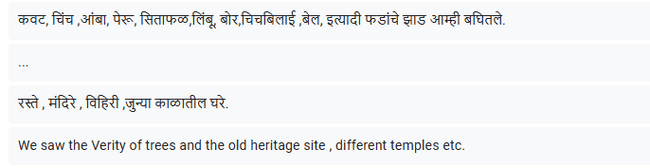 कवट, चिंच ,आंबा, पेरू, सिताफळ,लिंबू, बोर,चिचबिलाई ,बेल, इत्यादी फडांचे झाड आम्ही बघितले.
...
रस्ते , मंदिरे , विहिरी ,जुन्या काळातील घरे.
We saw the Verity of trees and the old heritage site , different temples etc.